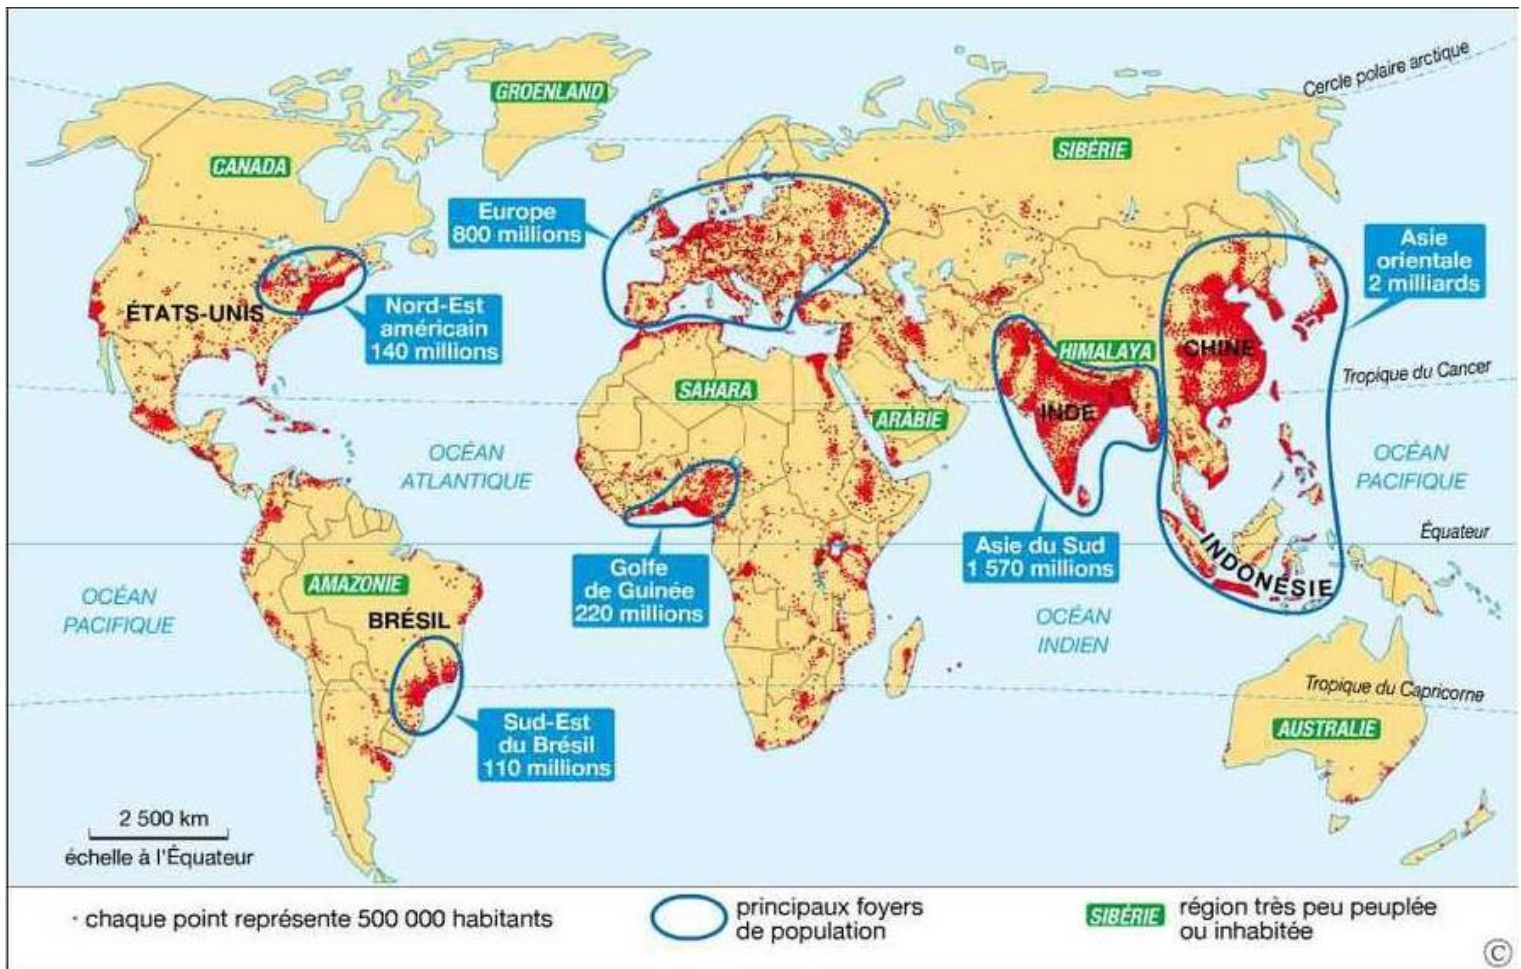 Cercle polaire arctique
GROENLAND
CANADA
SIBÉRIE
Europe
800 millions
Asie
orientale
2 milliards
ÉTATS-UNIS
Nord-Est
américain
140 millions
HIMALAYA
CHINE
Tropique du Cancer
SAHARA
ARABIE
INDE
OCÉAN
ATLANTIQUE
OCÉAN
PACIFIQUE
Équateur
Golfe
de Guinée
220 millions
Asie du Sud
1 570 millions
INDONÉSIE
AMAZONIE
BRÉSIL
OCÉAN
PACIFIQUE
OCÉAN
INDIEN
Tropique du Capricorne
Sud-Est
du Brésil
110 millions
AUSTRALIE
2 500 km
échelle à l'Équateur
chaque point représente 500 000 habitants
principaux foyers
de population
SIBÉRIE
région très peu peuplée
ou inhabitée
©